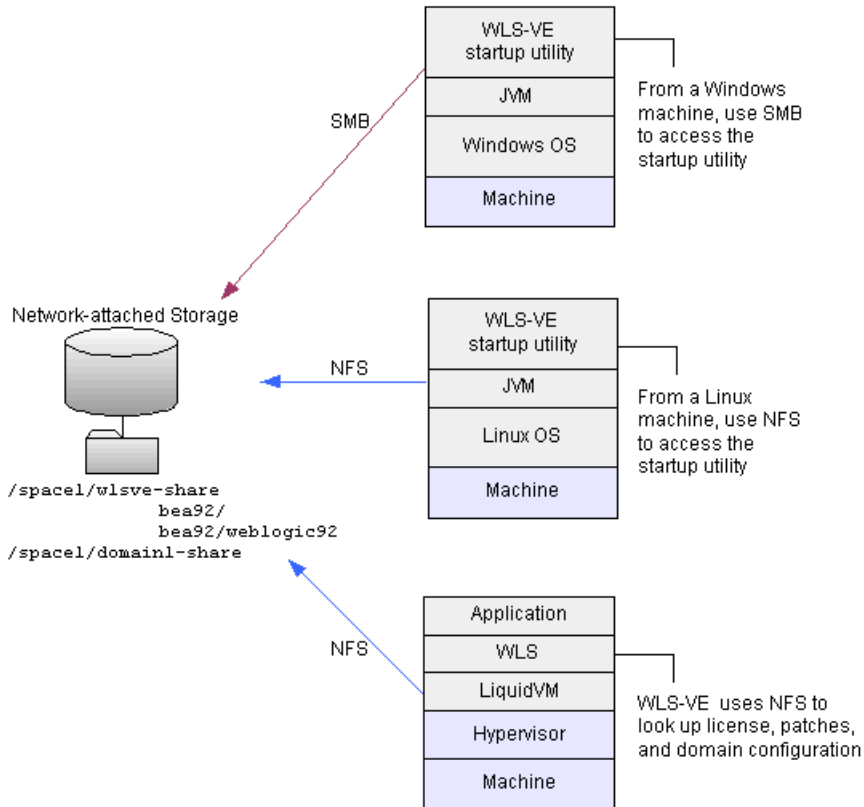 WLS-VE
startup utility
JVM
Windows OS
Machine
From a Windows
machine, use SMB
to access the
startup utility
SMB
Network-attached Storage
/space1/wlsve-share
bea92/
bea92/weblogic92
/space1/domain1-share
NFS
WLS-VE
startup utility
JVM
Linux OS
Machine
From a Linux
machine, use NFS
to access the
startup utility
NFS
Application
WLS
LiquidVM
Hypervisor
Machine
WLS-VE uses NFS to
look up license, patches,
and domain configuration